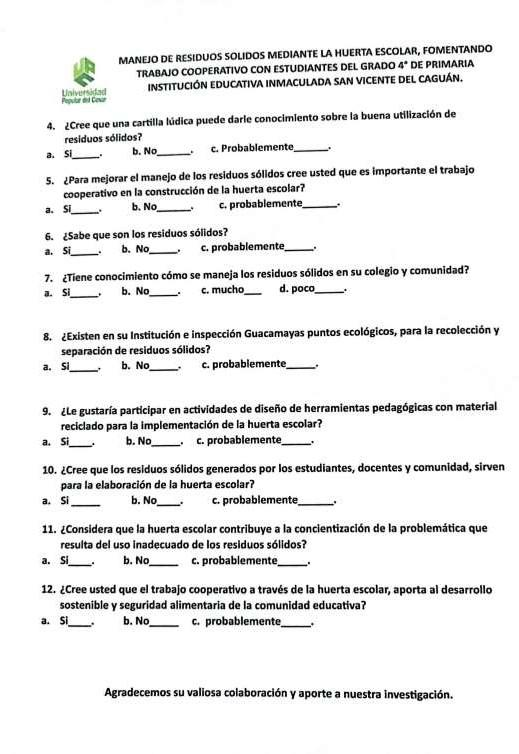 MANEJO DE RESIDUOS SOLIDOS MEDIANTE LA HUERTA ESCOLAR, FOMENTANDO
TRABAJO COOPERATIVO CON ESTUDIANTES DEL GRADO 4° DE PRIMARIA
INSTITUCIÓN EDUCATIVA INMACULADA SAN VICENTE DEL CAGUÁN.
Universidad
Popular del Cesar
4. ¿Cree que una cartilla lúdica puede darle conocimiento sobre la buena utilización de
residuos sólidos?
a. Si_____. b. No______. c. Probablemente______.
5. ¿Para mejorar el manejo de los residuos sólidos cree usted que es importante el trabajo
cooperativo en la construcción de la huerta escolar?
a. Si_____. b. No______. c. probablemente______.
6. ¿Sabe que son los residuos sólidos?
a. Si_____. b. No_____. c. probablemente_____.
7. ¿Tiene conocimiento cómo se maneja los residuos sólidos en su colegio y comunidad?
a. Si_____. b. No_____. c. mucho___ d. poco_____.
8. ¿Existen en su Institución e inspección Guacamayas puntos ecológicos, para la recolección y
separación de residuos sólidos?
a. Si_____. b. No_____. c. probablemente_____.
9. ¿Le gustaría participar en actividades de diseño de herramientas pedagógicas con material
reciclado para la implementación de la huerta escolar?
a. Si____. b. No_____. c. probablemente_____.
10. ¿Cree que los residuos sólidos generados por los estudiantes, docentes y comunidad, sirven
para la elaboración de la huerta escolar?
a. Si _____ b. No____. c. probablemente______.
11. ¿Considera que la huerta escolar contribuye a la concientización de la problemática que
resulta del uso inadecuado de los residuos sólidos?
a. Si____. b. No_____ c. probablemente_____.
12. ¿Cree usted que el trabajo cooperativo a través de la huerta escolar, aporta al desarrollo
sostenible y seguridad alimentaria de la comunidad educativa?
a. Si____. b. No_____ c. probablemente_____.
Agradecemos su valiosa colaboración y aporte a nuestra investigación.